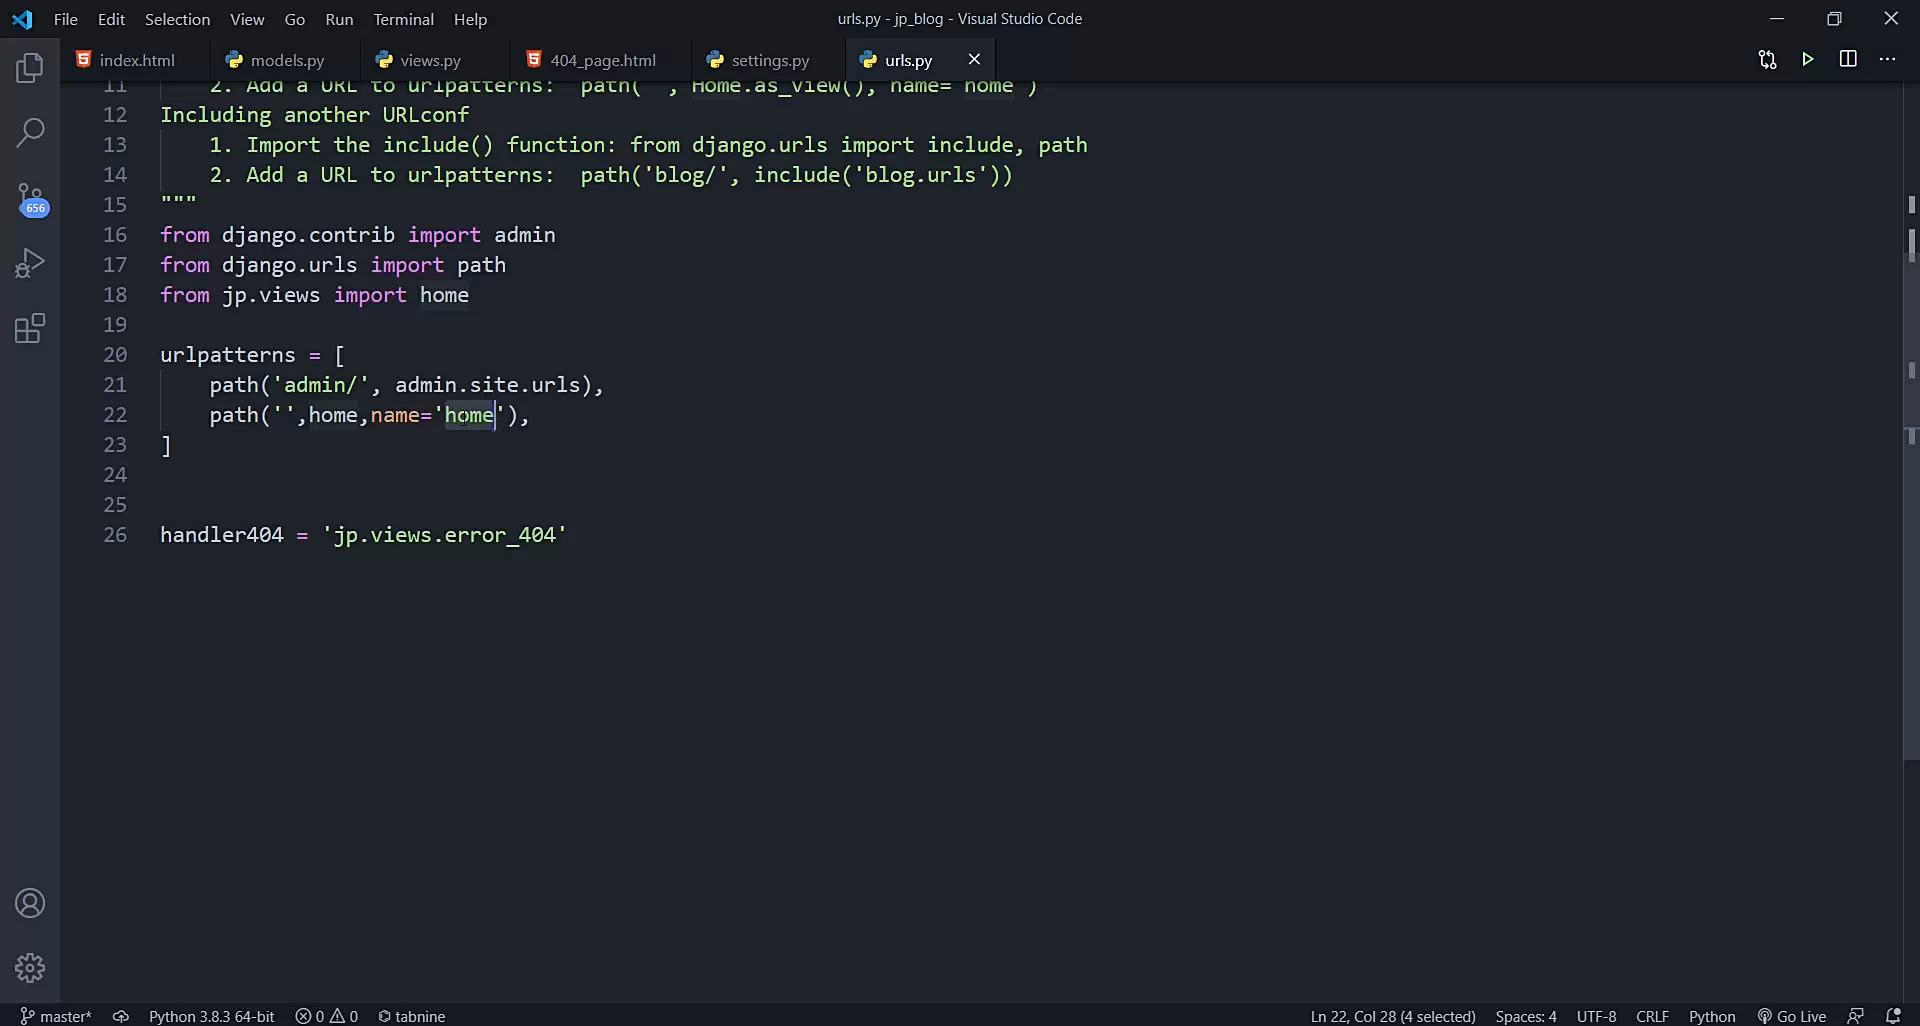 File Edit Selection View Go Run Terminal Help
urls.py - jp_blog - Visual Studio Code
index.html models.py views.py 404_page.html settings.py urls.py
11 2. Add a URL to urlpatterns: path('', Home.as_view(), name='home')
12 Including another URLconf
13 1. Import the include() function: from django.urls import include, path
14 2. Add a URL to urlpatterns: path('blog/', include('blog.urls'))
15 """
16 from django.contrib import admin
17 from django.urls import path
18 from jp.views import home
19
20 urlpatterns = [
21 path('admin/', admin.site.urls),
22 path('',home,name='home'),
23 ]
24
25
26 handler404 = 'jp.views.error_404'
656
master* Python 3.8.3 64-bit 0 0 tabnine
Ln 22, Col 28 (4 selected) Spaces: 4 UTF-8 CRLF Python Go Live